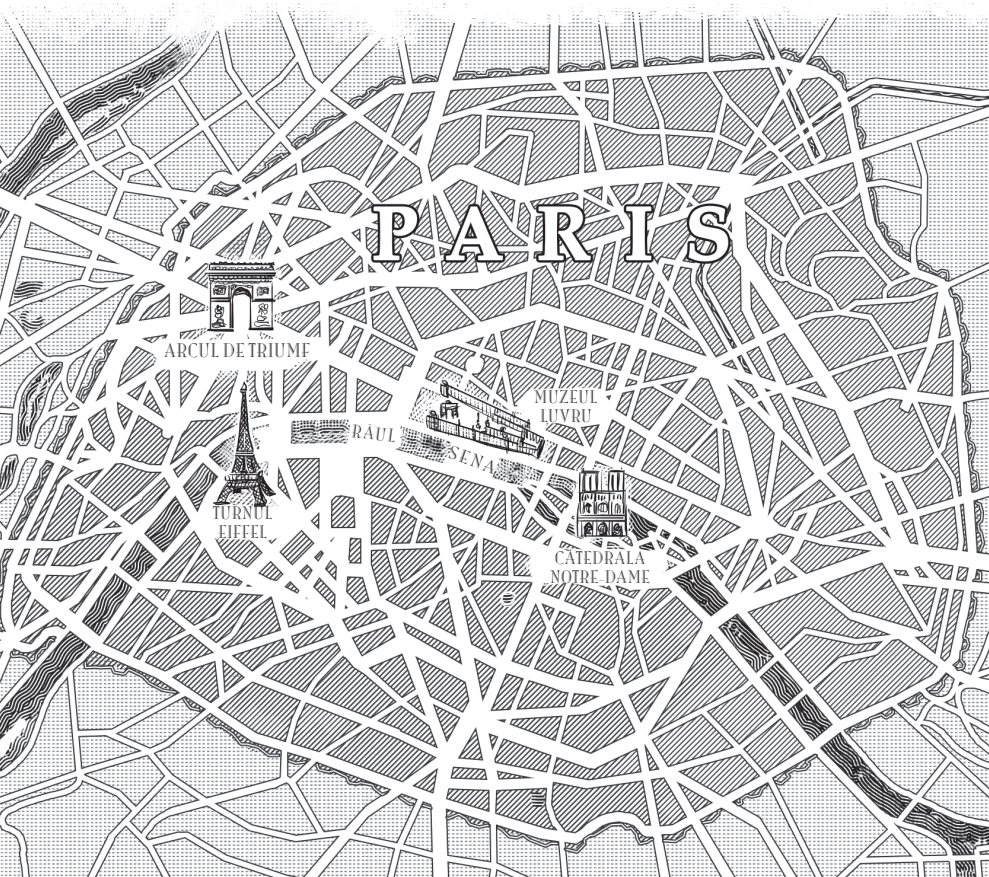 PARIS
ARCUL DE TRIUMF
MUZEUL
LUVRU
RÂUL
SENA
TURNUL
EIFFEL
CATEDRALA
NOTRE-DAME